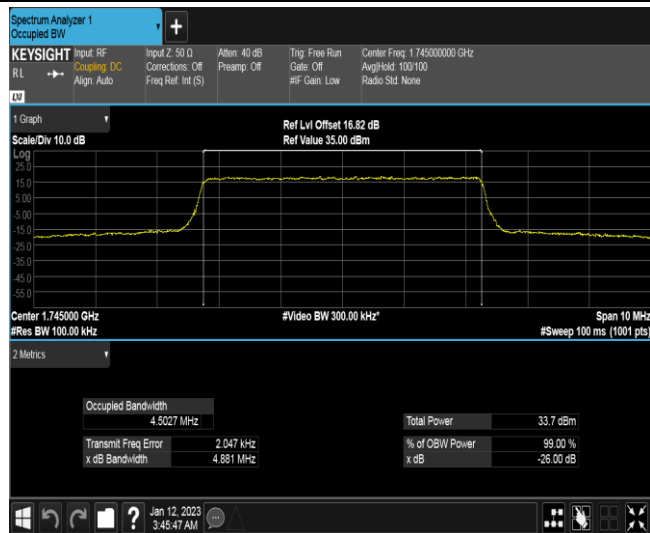 Spectrum Analyzer 1
Occupied BW
+
KEYSIGHT
RL
LXI
Input: RF
Coupling: DC
Align: Auto
Input Z: 50 Ω
Corrections: Off
Freq Ref: Int (S)
Atten: 40 dB
Preamp: Off
Trig: Free Run
Gate: Off
#IF Gain: Low
Center Freq: 1.745000000 GHz
Avg|Hold: 100/100
Radio Std: None
1 Graph
Scale/Div 10.0 dB
Ref Lvl Offset 16.82 dB
Ref Value 35.00 dBm
Log
25.0
15.0
5.00
-5.00
-15.0
-25.0
-35.0
-45.0
-55.0
Center 1.745000 GHz
#Video BW 300.00 kHz*
Span 10 MHz
#Res BW 100.00 kHz
#Sweep 100 ms (1001 pts)
2 Metrics
Occupied Bandwidth
4.5027 MHz
Total Power 33.7 dBm
Transmit Freq Error 2.047 kHz
% of OBW Power 99.00 %
x dB Bandwidth 4.881 MHz
x dB -26.00 dB
?
Jan 12, 2023
3:45:47 AM